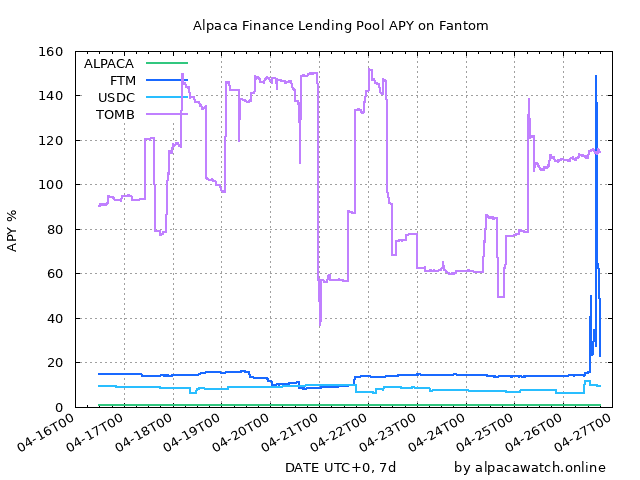 Alpaca Finance Lending Pool APY on Fantom
160
140
120
100
80
60
40
20
0
APY %
ALPACA
FTM
USDC
TOMB
04-16T00
04-17T00
04-18T00
04-19T00
04-20T00
04-21T00
04-22T00
04-23T00
04-24T00
04-25T00
04-26T00
04-27T00
DATE UTC+0, 7d
by alpacawatch.online